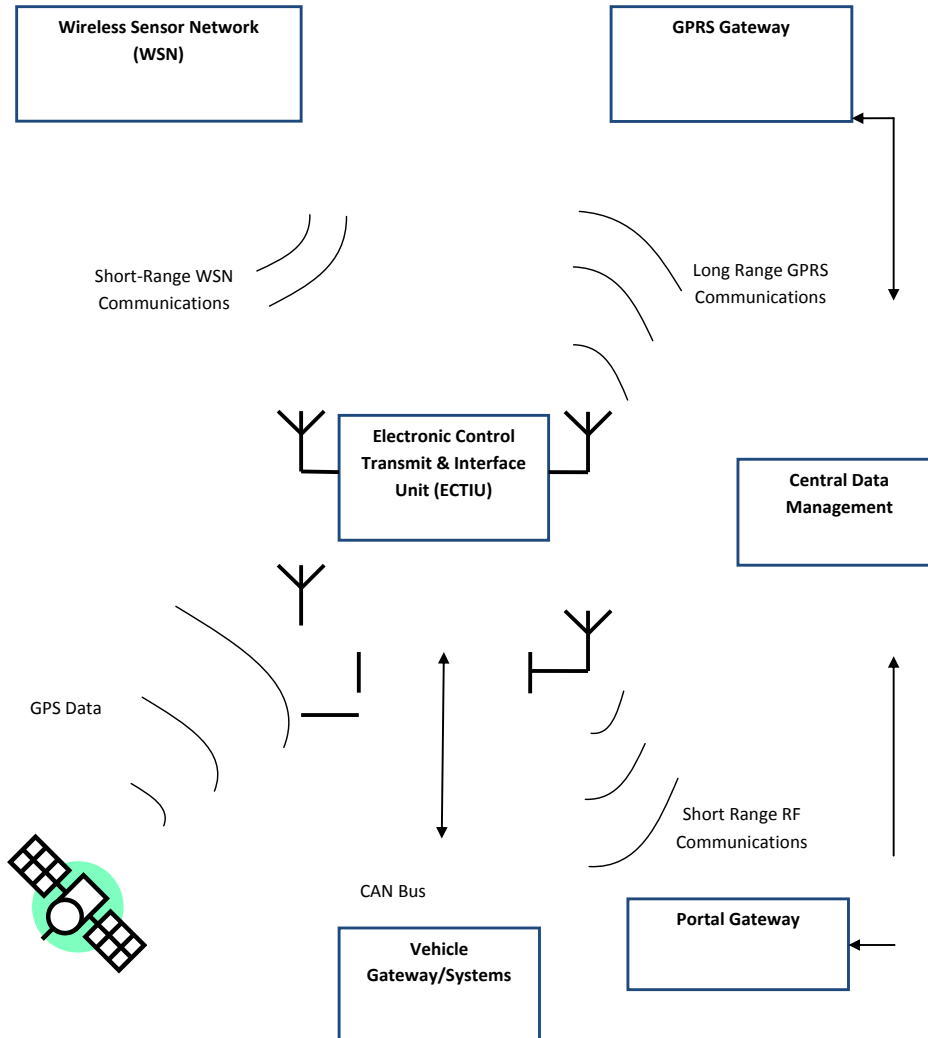 Wireless Sensor Network
(WSN)
GPRS Gateway
Short-Range WSN
Communications
Long Range GPRS
Communications
Electronic Control
Transmit & Interface
Unit (ECTIU)
Central Data
Management
GPS Data
Short Range RF
Communications
CAN Bus
Portal Gateway
Vehicle
Gateway/Systems